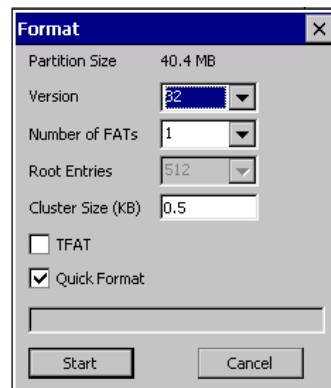 Format
Partition Size 40.4 MB
Version 32
Number of FATs 1
Root Entries 512
Cluster Size (KB) 0.5
TFAT
Quick Format
Start Cancel